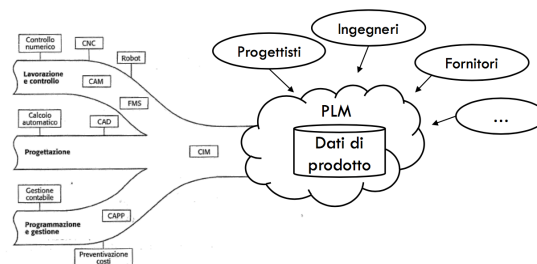 Controllo
numerico
CNC
Robot
Lavorazione
e controllo
CAM
FMS
Calcoio
automatico
CAD
Progettazione
CIM
Gestione
contabile
CAPP
Programmazione
e gestione
Preventivazione
costi
Progettisti
Ingegneri
Fornitori
...
PLM
Dati di
prodotto